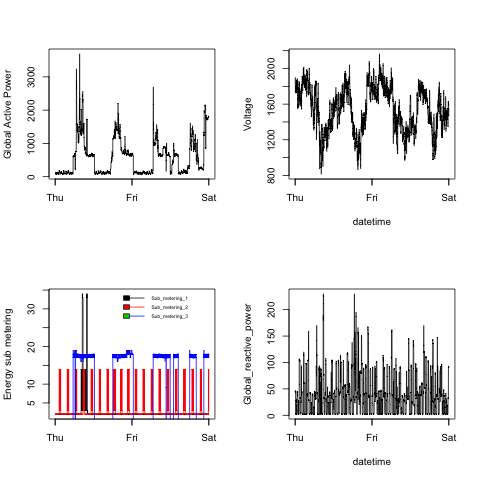 Global Active Power
0
1000
2000
3000
Thu
Fri
Sat
Voltage
800
1200
1600
2000
Thu
Fri
Sat
datetime
Energy sub metering
5
10
20
30
Sub_metering_1
Sub_metering_2
Sub_metering_3
Thu
Fri
Sat
Global_reactive_power
0
50
100
150
200
Thu
Fri
Sat
datetime